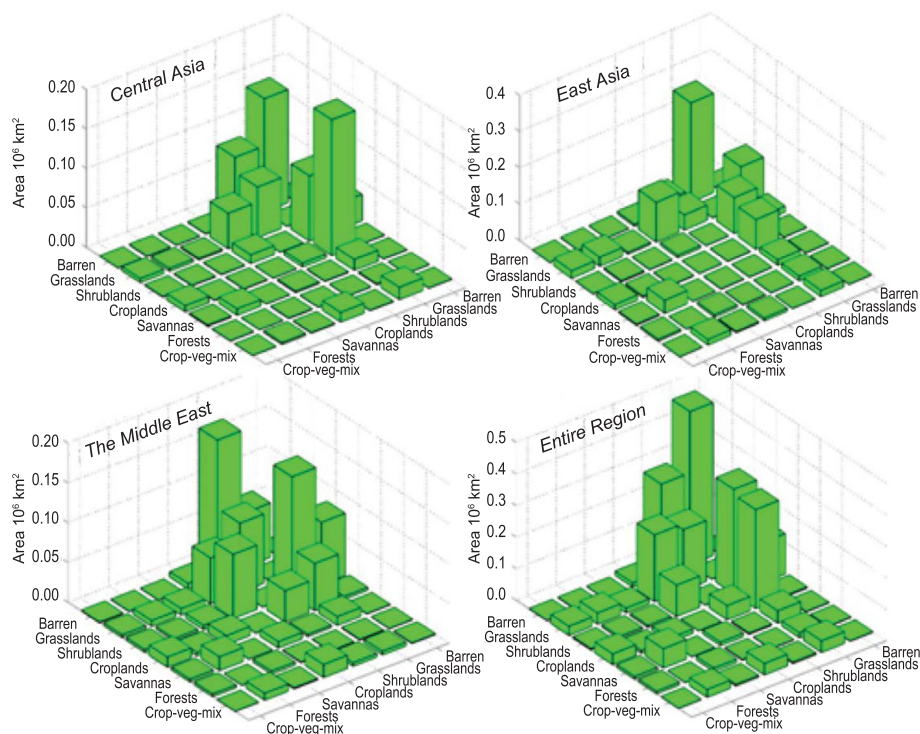 Central Asia
0.20
0.15
0.10
0.05
0.00
Area 10⁶ km²
Barren
Grasslands
Shrublands
Croplands
Savannas
Forests
Crop-veg-mix
Barren
Grasslands
Shrublands
Croplands
Savannas
Forests
Crop-veg-mix
East Asia
0.4
0.3
0.2
0.1
0.0
Area 10⁶ km²
Barren
Grasslands
Shrublands
Croplands
Savannas
Forests
Crop-veg-mix
Barren
Grasslands
Shrublands
Croplands
Savannas
Forests
Crop-veg-mix
The Middle East
0.20
0.15
0.10
0.05
0.00
Area 10⁶ km²
Barren
Grasslands
Shrublands
Croplands
Savannas
Forests
Crop-veg-mix
Barren
Grasslands
Shrublands
Croplands
Savannas
Forests
Crop-veg-mix
Entire Region
0.5
0.4
0.3
0.2
0.1
0.0
Area 10⁶ km²
Barren
Grasslands
Shrublands
Croplands
Savannas
Forests
Crop-veg-mix
Barren
Grasslands
Shrublands
Croplands
Savannas
Forests
Crop-veg-mix